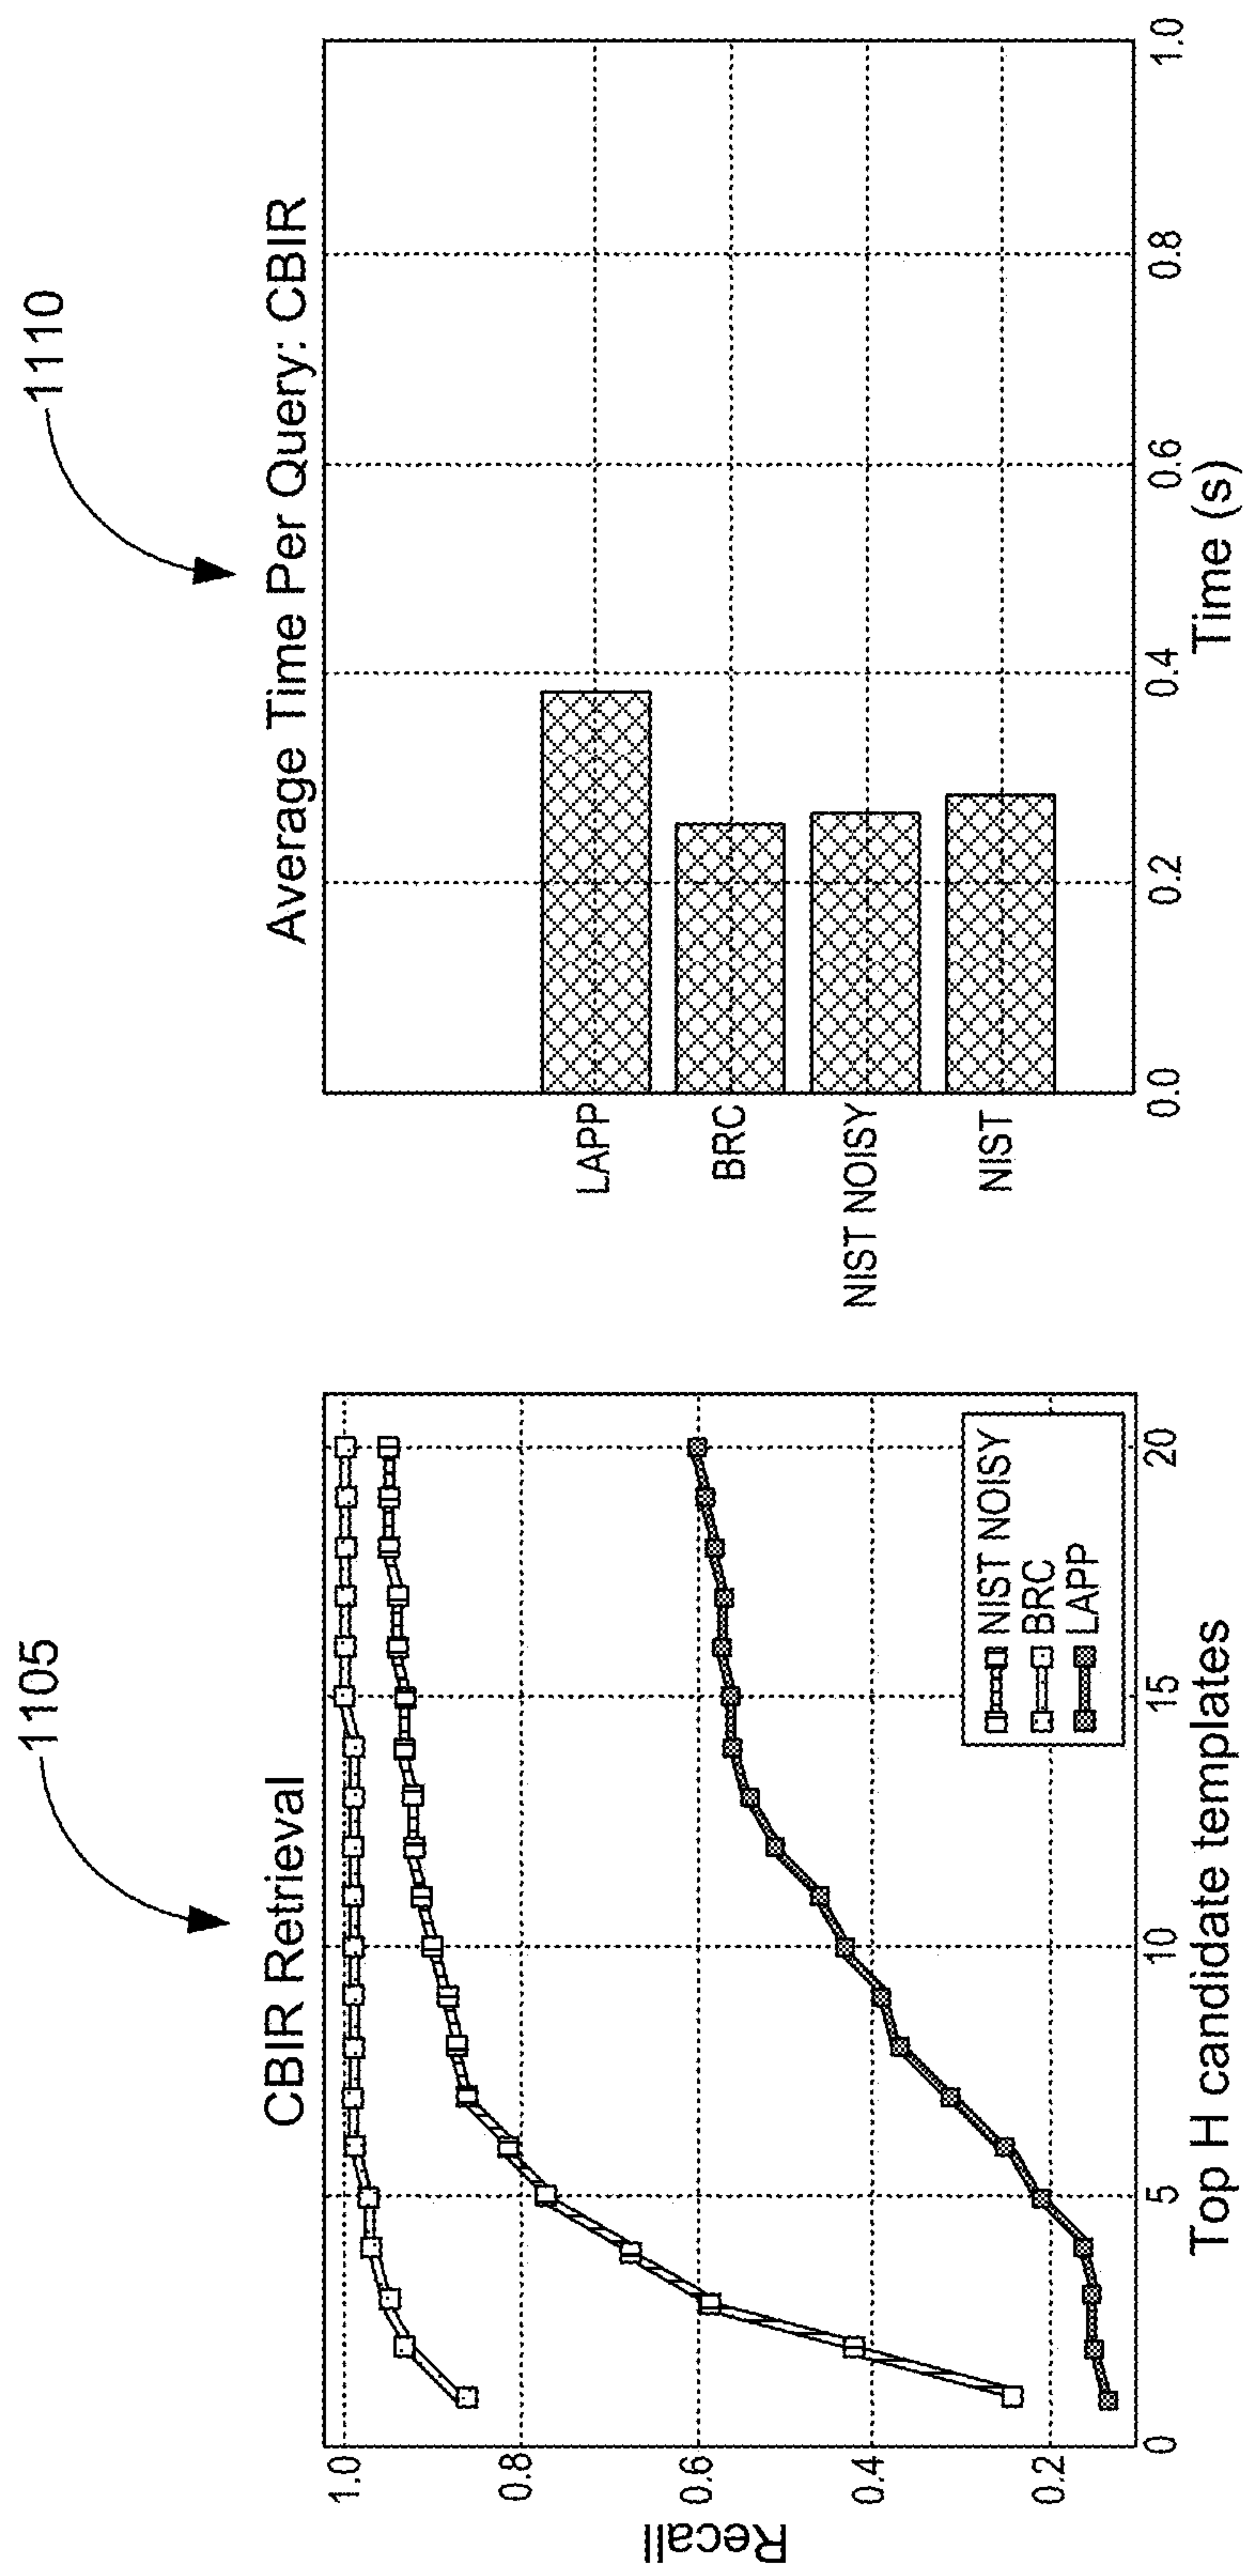 1105
CBIR Retrieval
Recall
1.0
0.8
0.6
0.4
0.2
0
5
10
15
20
Top H candidate templates
NIST NOISY
BRC
LAPP
1110
Average Time Per Query: CBIR
LAPP
BRC
NIST NOISY
NIST
0.0
0.2
0.4
0.6
0.8
1.0
Time (s)